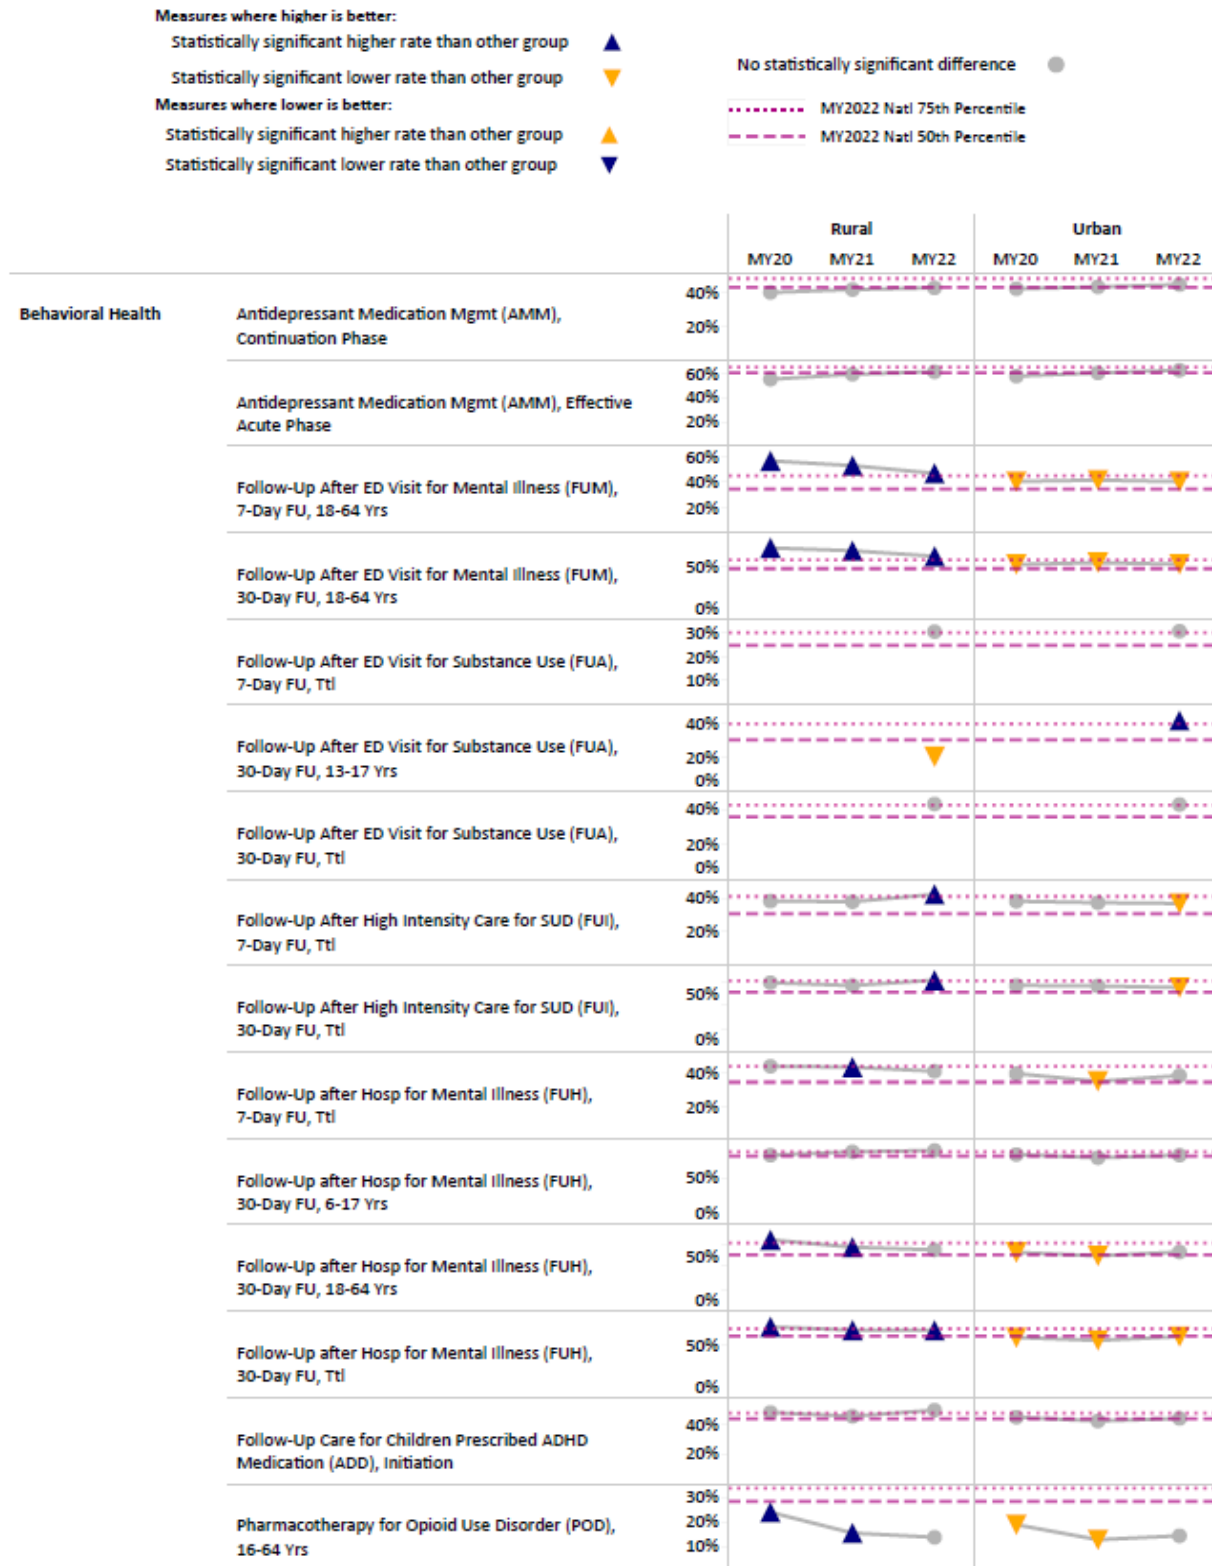 Measures where higher is better:
Statistically significant higher rate than other group
Statistically significant lower rate than other group
No statistically significant difference
Measures where lower is better:
MY2022 Natl 75th Percentile
Statistically significant higher rate than other group
MY2022 Natl 50th Percentile
Statistically significant lower rate than other group
Rural Urban
MY20 MY21 MY22 MY20 MY21 MY22
Behavioral Health
Antidepressant Medication Mgmt (AMM),
Continuation Phase
40%
20%
Antidepressant Medication Mgmt (AMM), Effective
Acute Phase
60%
40%
20%
Follow-Up After ED Visit for Mental Illness (FUM),
7-Day FU, 18-64 Yrs
60%
40%
20%
Follow-Up After ED Visit for Mental Illness (FUM),
30-Day FU, 18-64 Yrs
50%
0%
Follow-Up After ED Visit for Substance Use (FUA),
7-Day FU, Ttl
30%
20%
10%
Follow-Up After ED Visit for Substance Use (FUA),
30-Day FU, 13-17 Yrs
40%
20%
0%
Follow-Up After ED Visit for Substance Use (FUA),
30-Day FU, Ttl
40%
20%
0%
Follow-Up After High Intensity Care for SUD (FUI),
7-Day FU, Ttl
40%
20%
Follow-Up After High Intensity Care for SUD (FUI),
30-Day FU, Ttl
50%
0%
Follow-Up after Hosp for Mental Illness (FUH),
7-Day FU, Ttl
40%
20%
Follow-Up after Hosp for Mental Illness (FUH),
30-Day FU, 6-17 Yrs
50%
0%
Follow-Up after Hosp for Mental Illness (FUH),
30-Day FU, 18-64 Yrs
50%
0%
Follow-Up after Hosp for Mental Illness (FUH),
30-Day FU, Ttl
50%
0%
Follow-Up Care for Children Prescribed ADHD
Medication (ADD), Initiation
40%
20%
Pharmacotherapy for Opioid Use Disorder (POD),
16-64 Yrs
30%
20%
10%